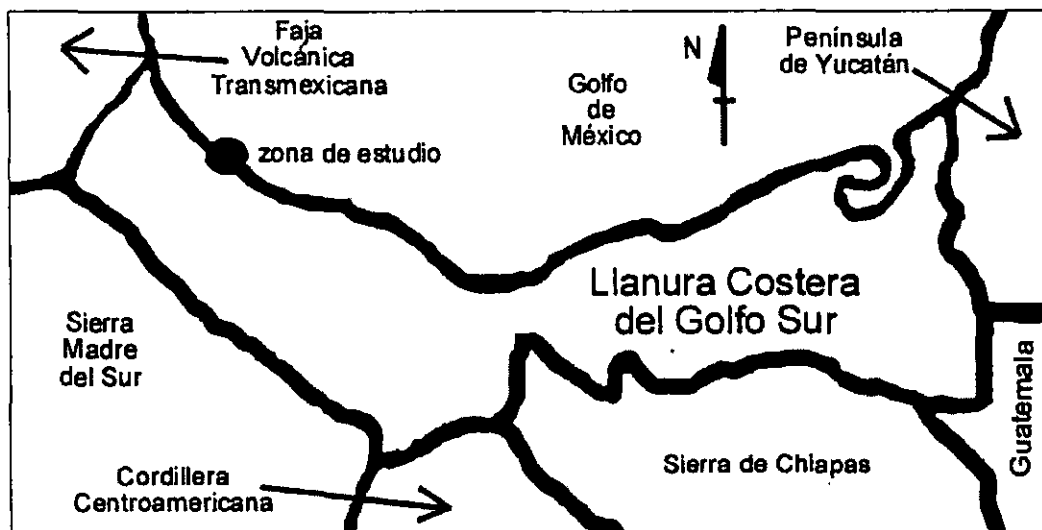 Faja
Volcánica
Transmexicana
N
Golfo
de
México
Península
de Yucatán
zona de estudio
Llanura Costera
del Golfo Sur
Sierra
Madre
del Sur
Guatemala
Cordillera
Centroamericana
Sierra de Chiapas